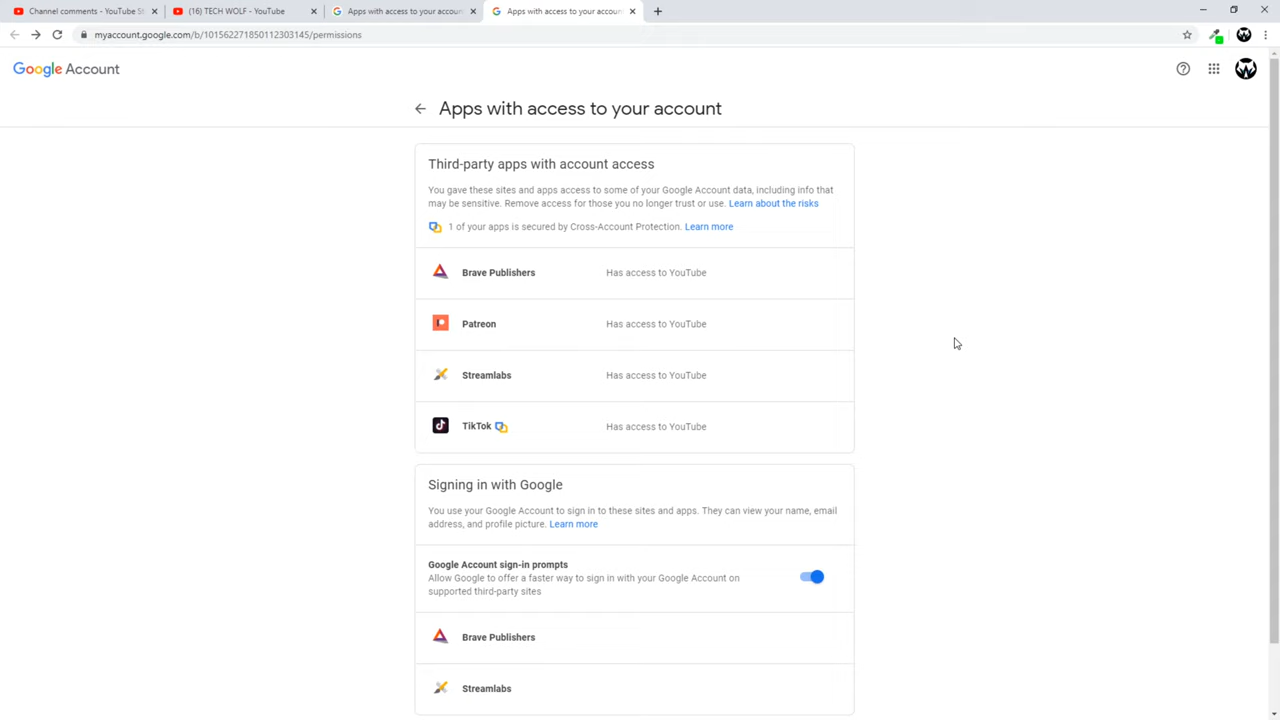 Channel comments - YouTube St
(16) TECH WOLF - YouTube
Apps with access to your account
Apps with access to your account
myaccount.google.com/b/101562271850112303145/permissions
Google Account
Apps with access to your account
Third-party apps with account access
You gave these sites and apps access to some of your Google Account data, including info that
may be sensitive. Remove access for those you no longer trust or use. Learn about the risks
1 of your apps is secured by Cross-Account Protection. Learn more
Brave Publishers Has access to YouTube
Patreon Has access to YouTube
Streamlabs Has access to YouTube
TikTok Has access to YouTube
Signing in with Google
You use your Google Account to sign in to these sites and apps. They can view your name, email
address, and profile picture. Learn more
Google Account sign-in prompts
Allow Google to offer a faster way to sign in with your Google Account on
supported third-party sites
Brave Publishers
Streamlabs